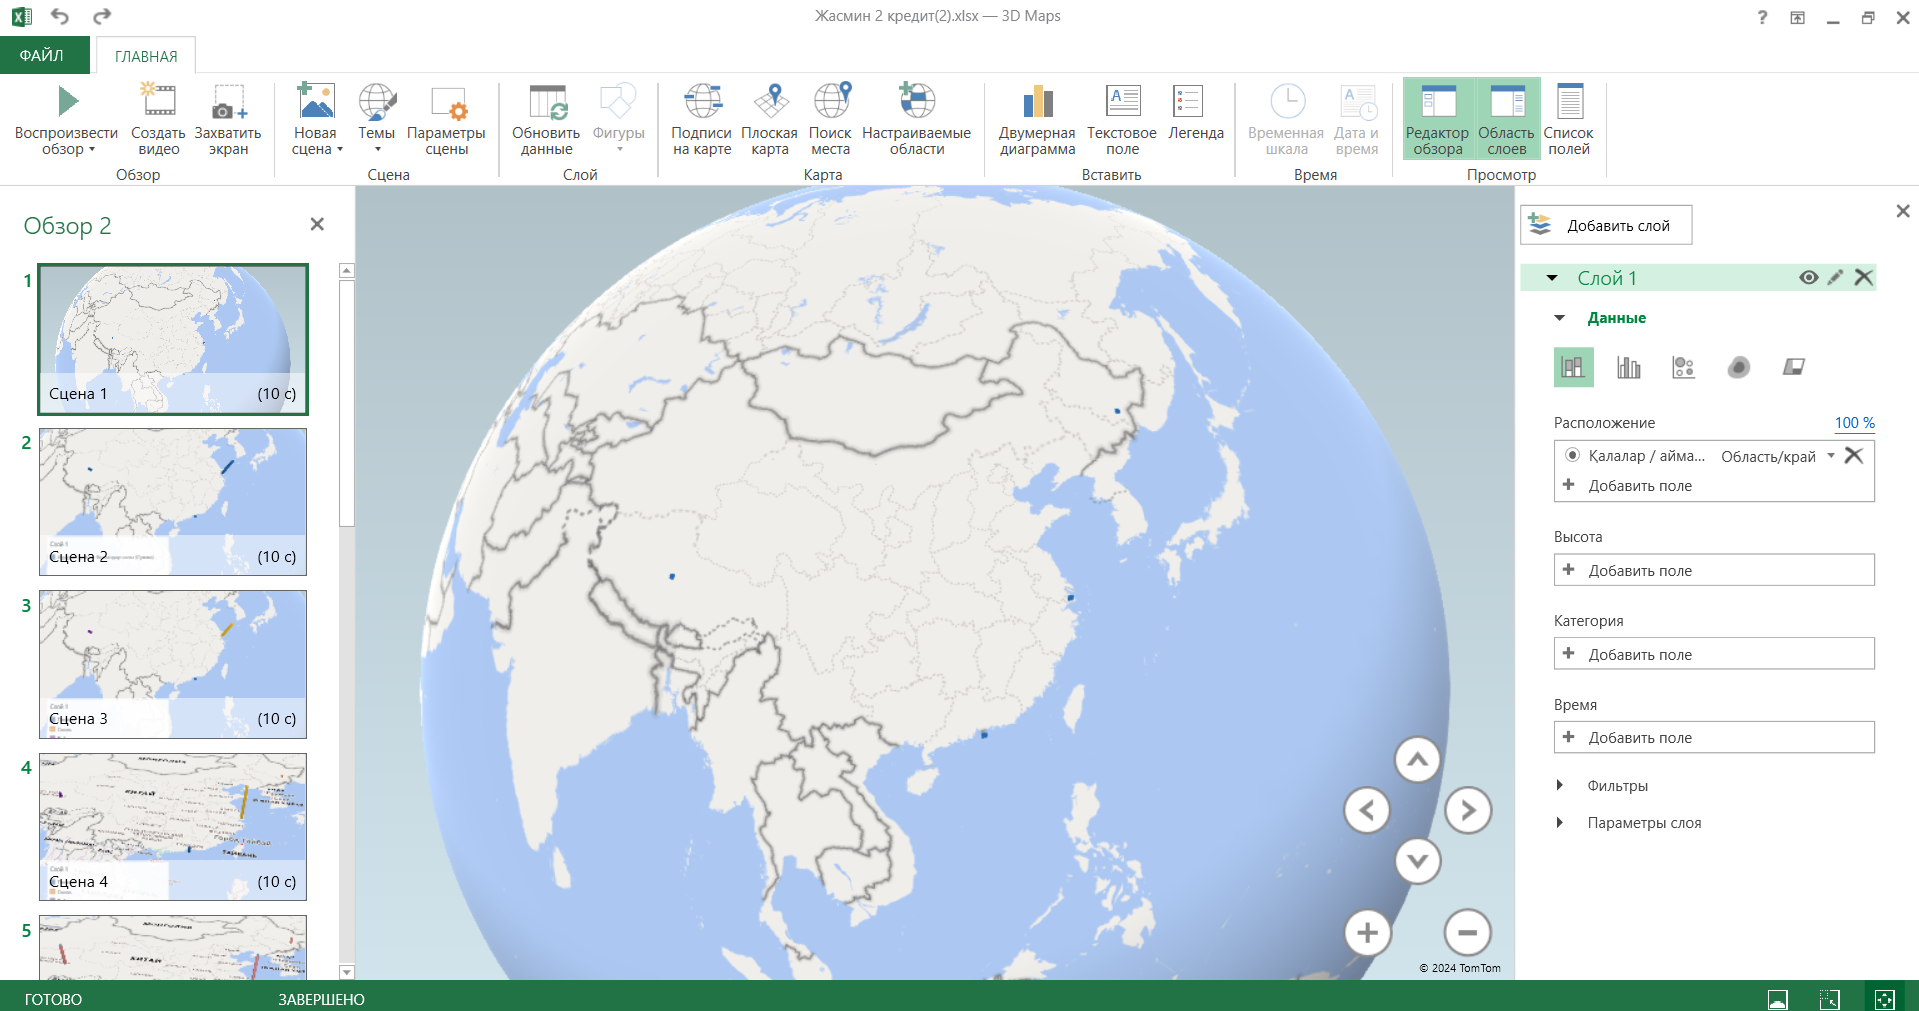 Жасмин 2 кредит(2).xlsx — 3D Maps
ФАЙЛ
ГЛАВНАЯ
Воспроизвести обзор
Создать видео
Захватить экран
Обзор
Новая сцена
Темы
Параметры сцены
Сцена
Обновить данные
Фигуры
Слой
Подписи на карте
Плоская карта
Поиск места
Настраиваемые области
Карта
Двумерная диаграмма
Текстовое поле
Легенда
Вставить
Временная шкала
Дата и время
Время
Редактор обзора
Область слоев
Список полей
Просмотр
Обзор 2
1
Сцена 1 (10 с)
2
Сцена 2 (10 с)
3
Сцена 3 (10 с)
4
МОНГОЛИЯ
КИТАЙ
Сцена 4 (10 с)
5
МОНГОЛИЯ
КИТАЙ
© 2024 TomTom
Добавить слой
Слой 1
Данные
Расположение 100 %
Қалалар / айма... Область/край
Добавить поле
Высота
Добавить поле
Категория
Добавить поле
Время
Добавить поле
Фильтры
Параметры слоя
ГОТОВО
ЗАВЕРШЕНО